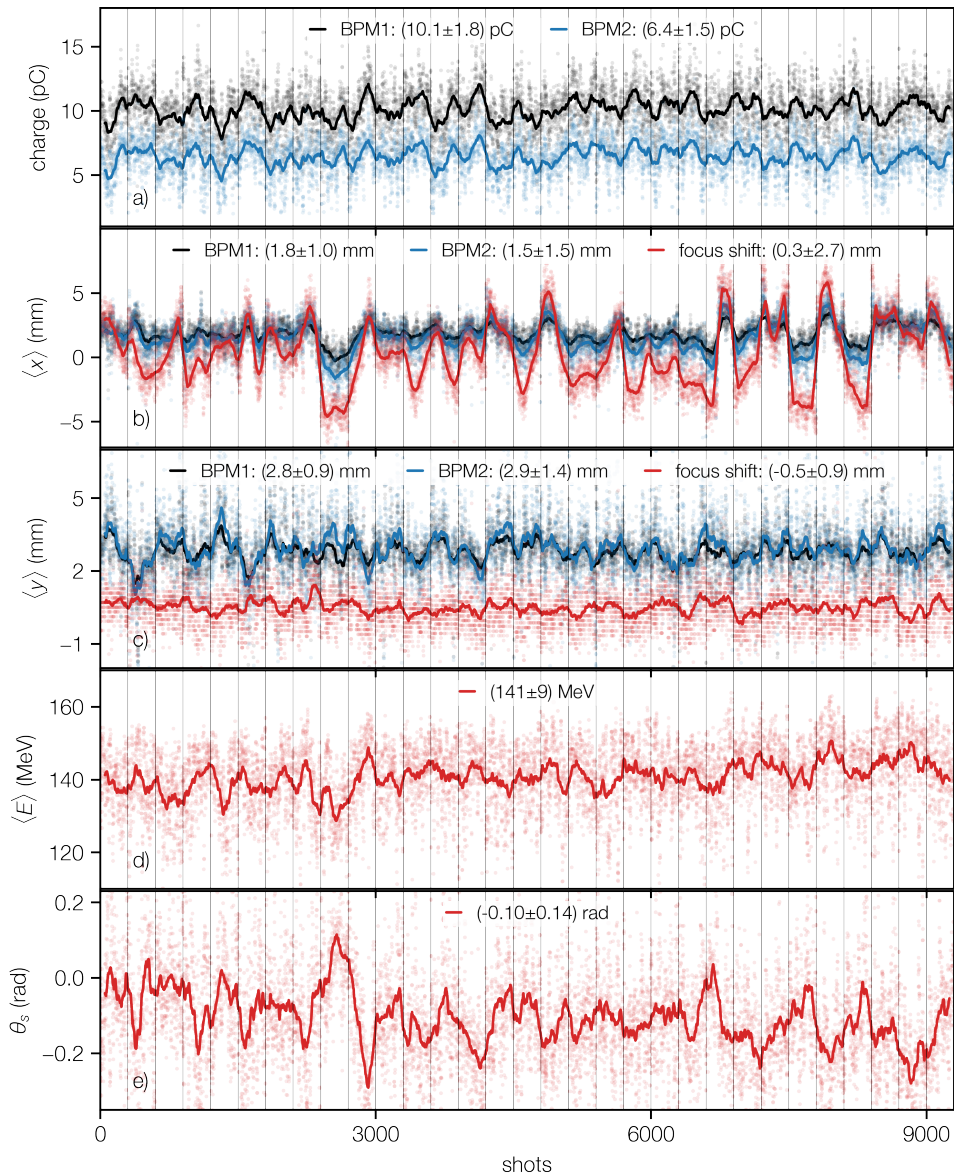 BPM1: (10.1±1.8) pC BPM2: (6.4±1.5) pC
charge (pC)
15
10
5
a)
BPM1: (1.8±1.0) mm BPM2: (1.5±1.5) mm focus shift: (0.3±2.7) mm
⟨x⟩ (mm)
5
0
−5
b)
BPM1: (2.8±0.9) mm BPM2: (2.9±1.4) mm focus shift: (-0.5±0.9) mm
⟨y⟩ (mm)
5
2
−1
c)
(141±9) MeV
⟨E⟩ (MeV)
160
140
120
d)
(-0.10±0.14) rad
θs (rad)
0.2
0.0
−0.2
e)
0 3000 6000 9000
shots